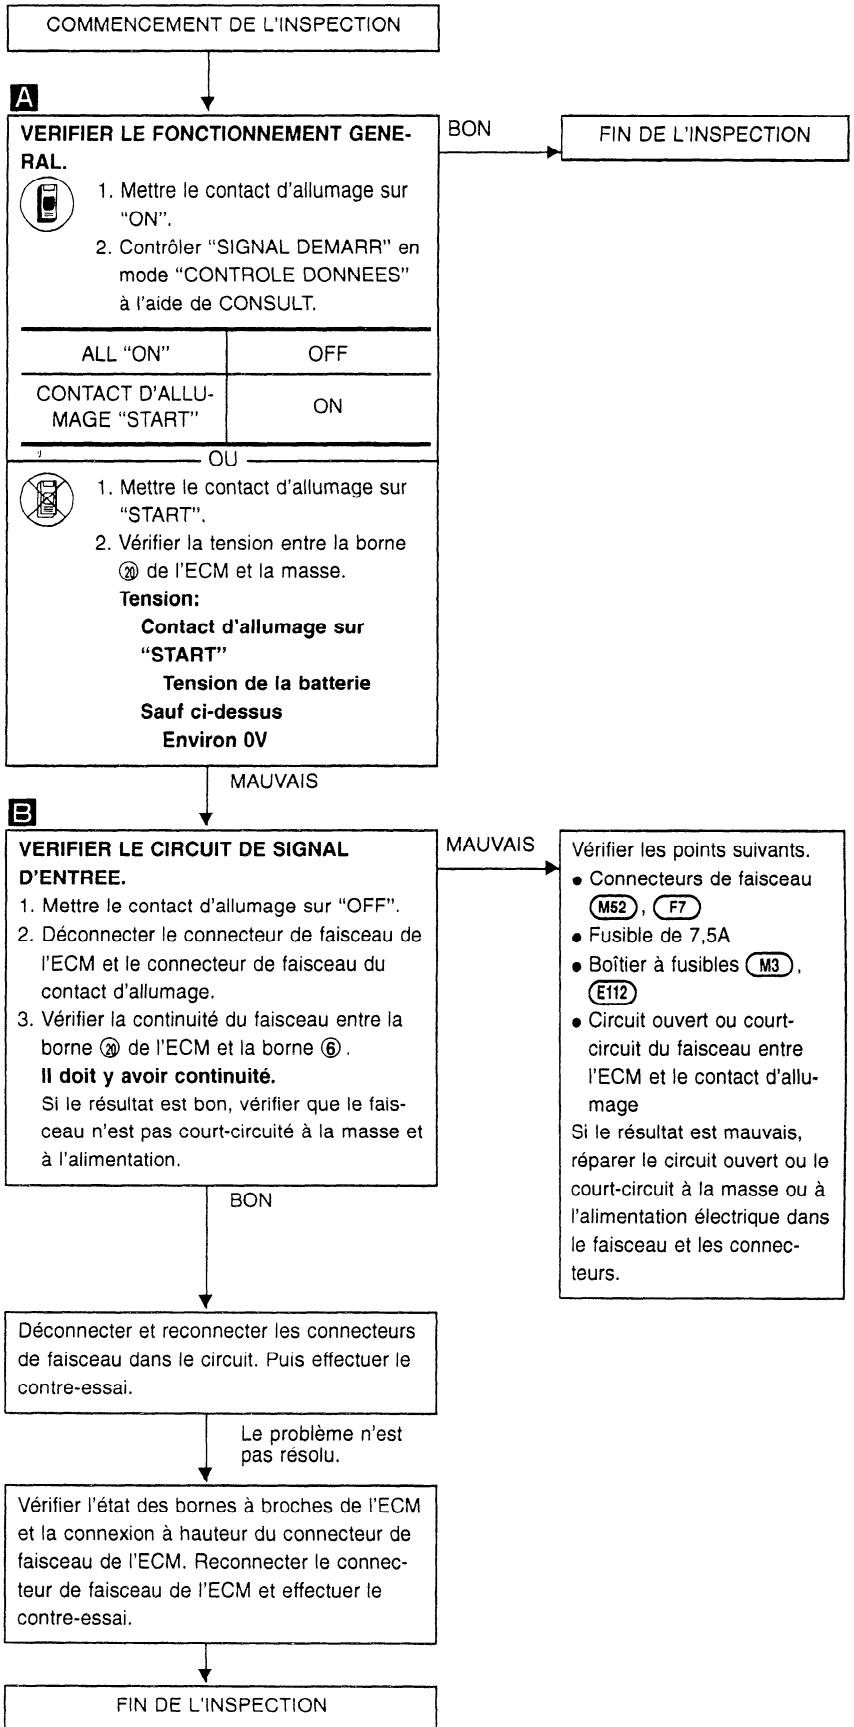 COMMENCEMENT DE L'INSPECTION
A
VERIFIER LE FONCTIONNEMENT GENE-
RAL.
1. Mettre le contact d'allumage sur
"ON".
2. Contrôler "SIGNAL DEMARR" en
mode "CONTROLE DONNEES"
à l'aide de CONSULT.
ALL "ON" OFF
CONTACT D'ALLU-
MAGE "START" ON
OU
1. Mettre le contact d'allumage sur
"START".
2. Vérifier la tension entre la borne
⑳ de l'ECM et la masse.
Tension:
Contact d'allumage sur
"START"
Tension de la batterie
Sauf ci-dessus
Environ 0V
BON
FIN DE L'INSPECTION
MAUVAIS
B
VERIFIER LE CIRCUIT DE SIGNAL
D'ENTREE.
1. Mettre le contact d'allumage sur "OFF".
2. Déconnecter le connecteur de faisceau de
l'ECM et le connecteur de faisceau du
contact d'allumage.
3. Vérifier la continuité du faisceau entre la
borne ⑳ de l'ECM et la borne ⑥.
Il doit y avoir continuité.
Si le résultat est bon, vérifier que le fais-
ceau n'est pas court-circuité à la masse et
à l'alimentation.
MAUVAIS
Vérifier les points suivants.
● Connecteurs de faisceau
M52, F7
● Fusible de 7,5A
● Boîtier à fusibles M3,
E112
● Circuit ouvert ou court-
circuit du faisceau entre
l'ECM et le contact d'allu-
mage
Si le résultat est mauvais,
réparer le circuit ouvert ou le
court-circuit à la masse ou à
l'alimentation électrique dans
le faisceau et les connec-
teurs.
BON
Déconnecter et reconnecter les connecteurs
de faisceau dans le circuit. Puis effectuer le
contre-essai.
Le problème n'est
pas résolu.
Vérifier l'état des bornes à broches de l'ECM
et la connexion à hauteur du connecteur de
faisceau de l'ECM. Reconnecter le connec-
teur de faisceau de l'ECM et effectuer le
contre-essai.
FIN DE L'INSPECTION